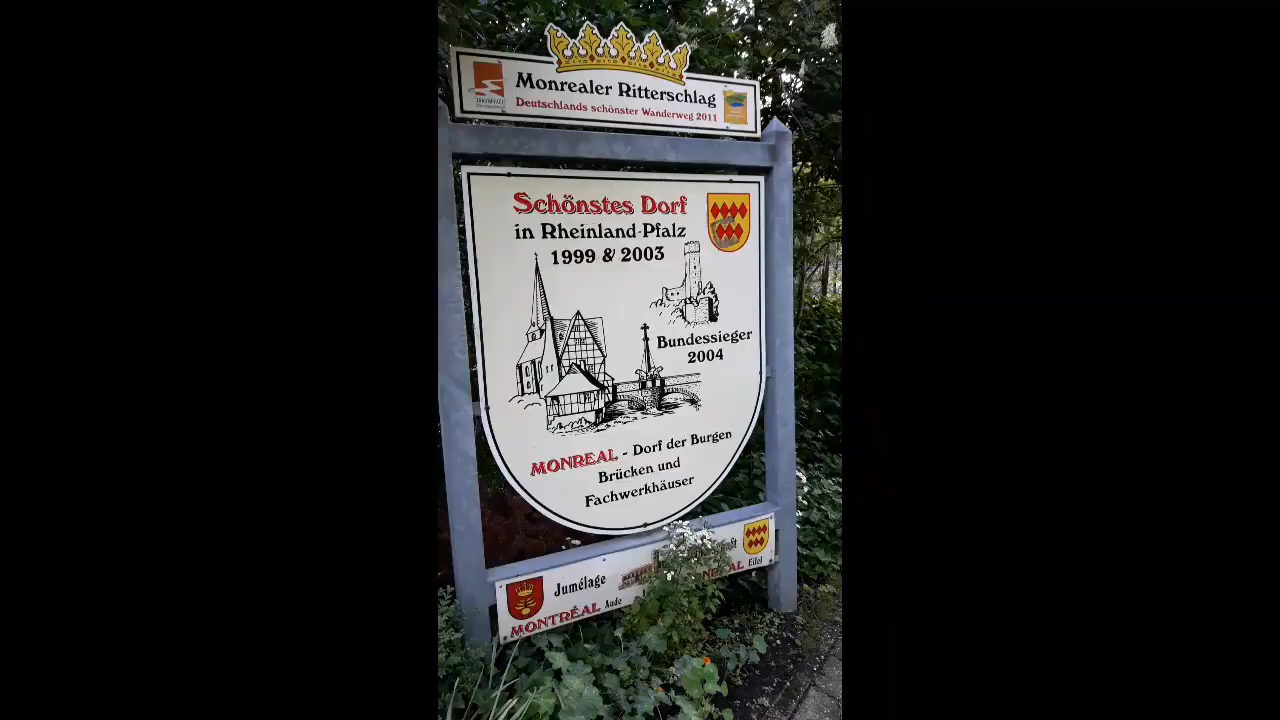 Monrealer Ritterschlag
Deutschlands schönster Wanderweg 2011
Schönstes Dorf
in Rheinland-Pfalz
1999 & 2003
Bundessieger
2004
MONREAL - Dorf der Burgen
Brücken und
Fachwerkhäuser
Jumélage
MONTRÉAL Aude
Eifel